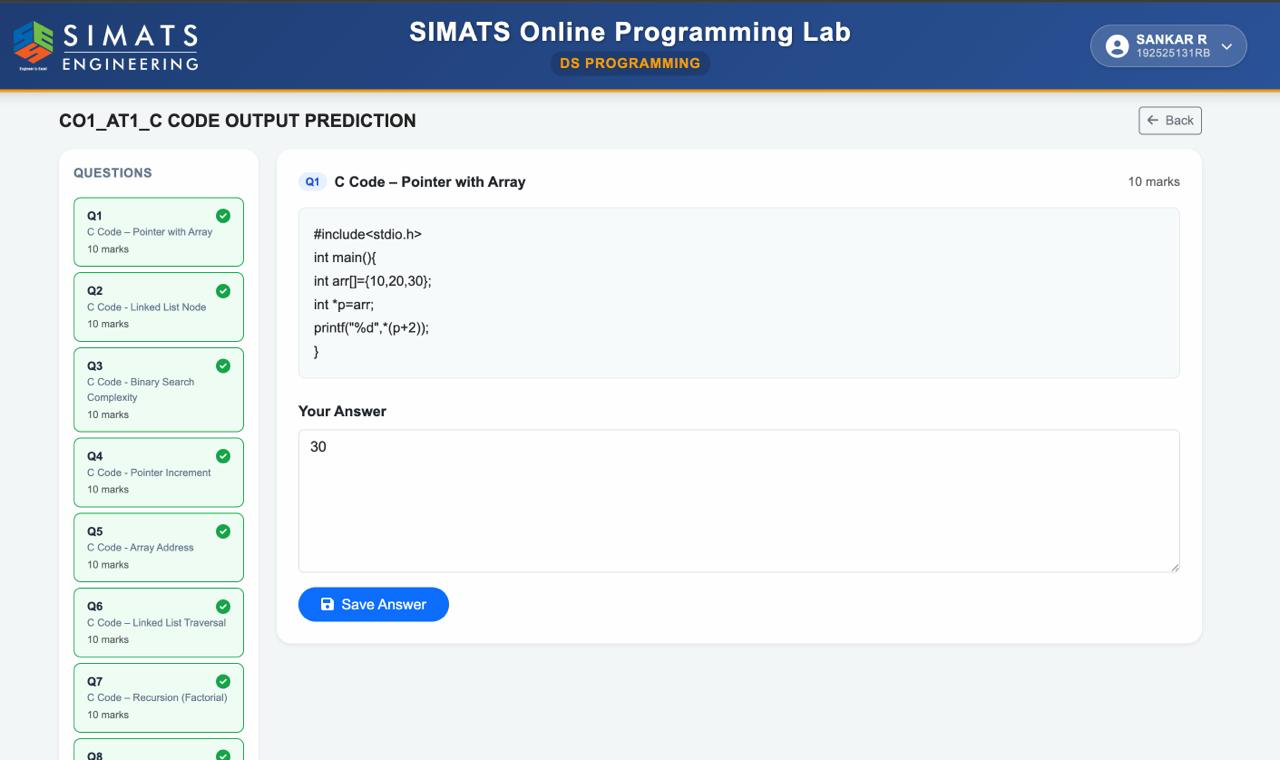 SIMATS
ENGINEERING
Engineer to Excel
SIMATS Online Programming Lab
DS PROGRAMMING
SANKAR R
192525131RB
CO1_AT1_C CODE OUTPUT PREDICTION
Back
QUESTIONS
Q1
C Code – Pointer with Array
10 marks
Q2
C Code - Linked List Node
10 marks
Q3
C Code - Binary Search
Complexity
10 marks
Q4
C Code - Pointer Increment
10 marks
Q5
C Code - Array Address
10 marks
Q6
C Code – Linked List Traversal
10 marks
Q7
C Code – Recursion (Factorial)
10 marks
Q8
Q1 C Code – Pointer with Array 10 marks
#include<stdio.h>
int main(){
int arr[]={10,20,30};
int *p=arr;
printf("%d",*(p+2));
}
Your Answer
30
Save Answer